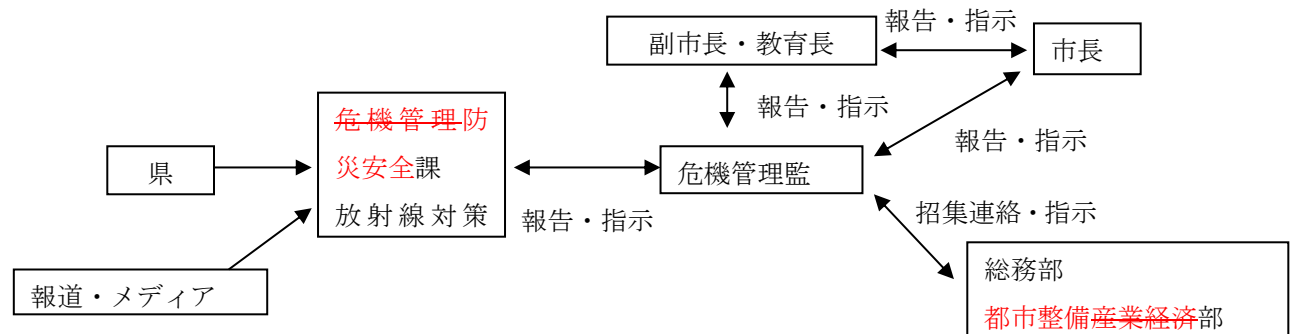 報告・指示
副市長・教育長
市長
報告・指示
危機管理防
災安全課
放射線対策
県
報告・指示
危機管理監
報告・指示
招集連絡・指示
報道・メディア
総務部
都市整備産業経済部